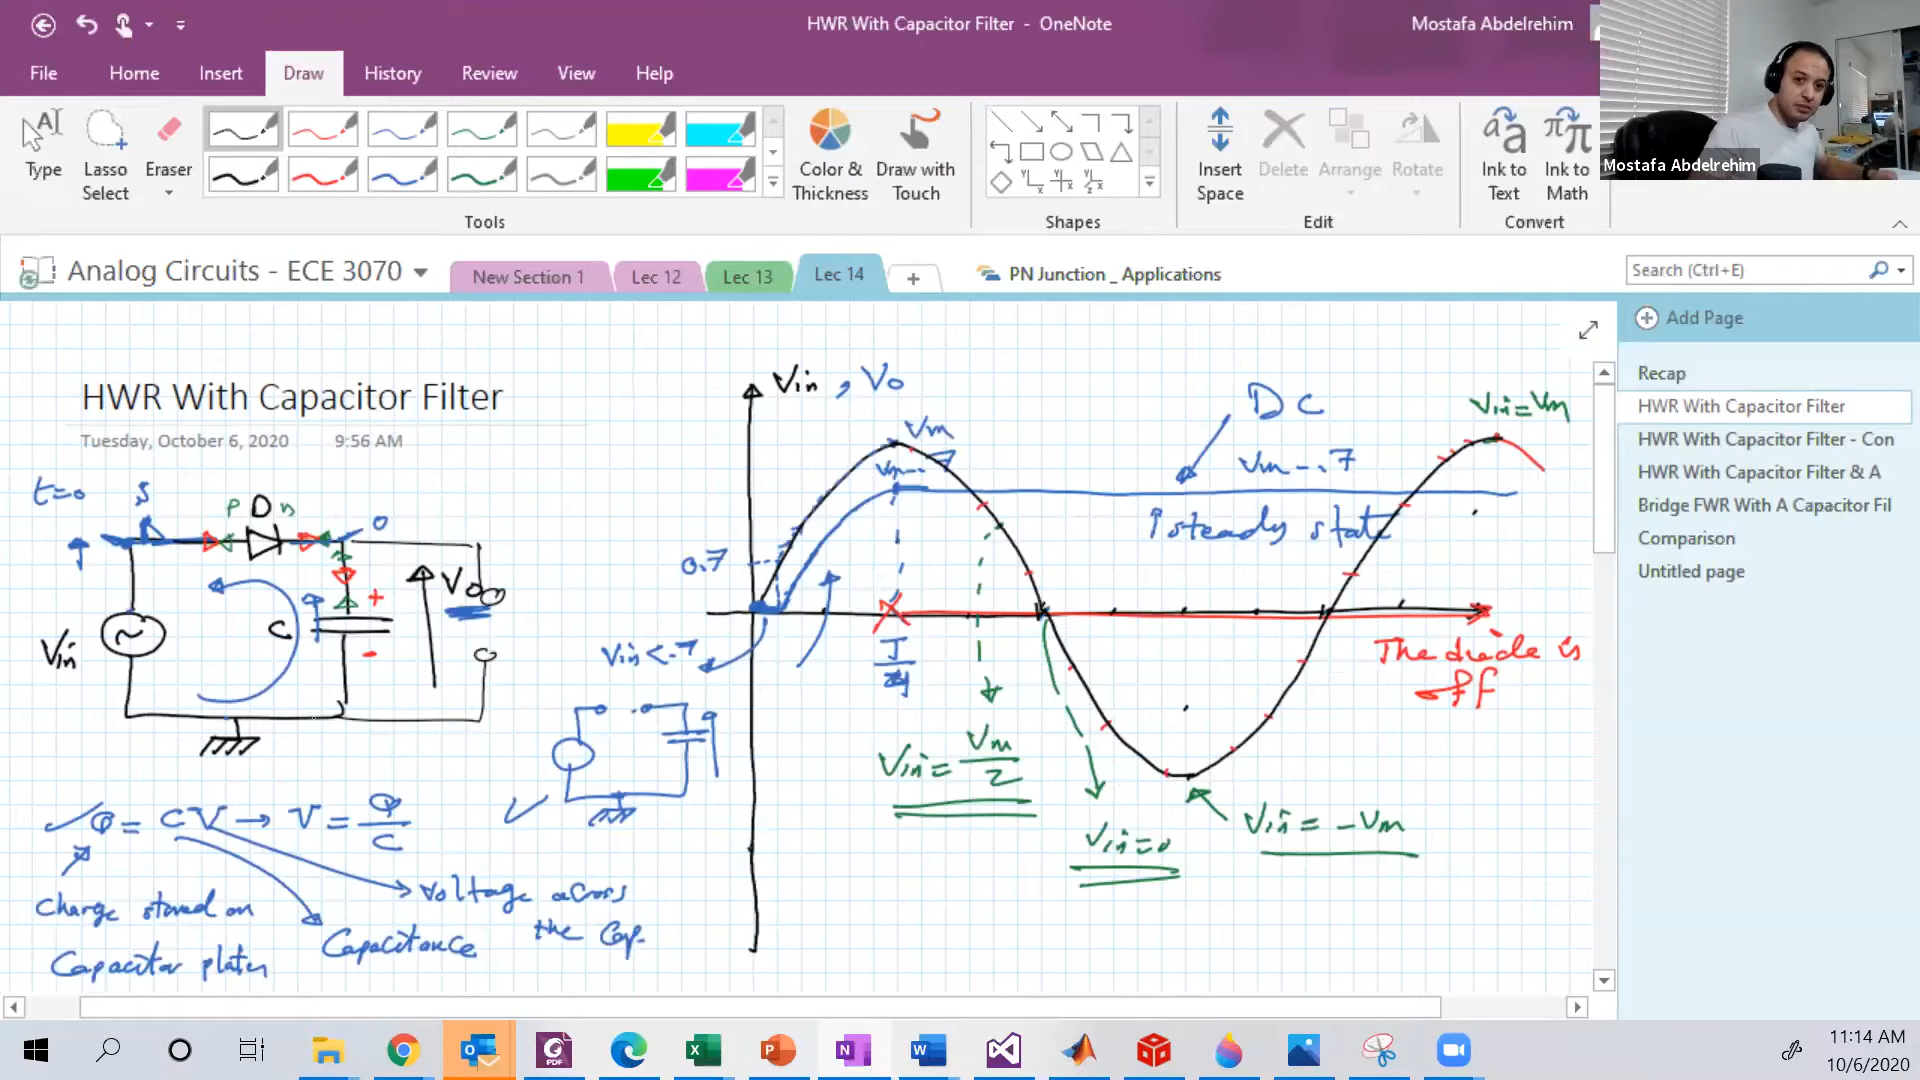 HWR With Capacitor Filter - OneNote
Mostafa Abdelrehim
File Home Insert Draw History Review View Help
Type
Lasso Select
Eraser
Color & Thickness
Draw with Touch
Insert Space
Delete
Arrange
Rotate
Ink to Text
Ink to Math
Tools
Shapes
Edit
Convert
Mostafa Abdelrehim
Analog Circuits - ECE 3070
New Section 1
Lec 12
Lec 13
Lec 14
PN Junction _ Applications
Search (Ctrl+E)
Add Page
Recap
HWR With Capacitor Filter
HWR With Capacitor Filter - Con
HWR With Capacitor Filter & A
Bridge FWR With A Capacitor Fil
Comparison
Untitled page
HWR With Capacitor Filter
Tuesday, October 6, 2020 9:56 AM
t=0 S P D n 0
Vin C + - Vo
Q = CV → V = Q/C
charge stored on
Capacitor plates
Capacitance
voltage across
the Cap.
Vin , Vo
Vm
Vm-.7
0.7
Vin < .7
DC
Vm-.7
steady state
Vin=Vm
The diode is
off
T/4
Vin = Vm/2
Vin=0
Vin = -Vm
11:14 AM
10/6/2020